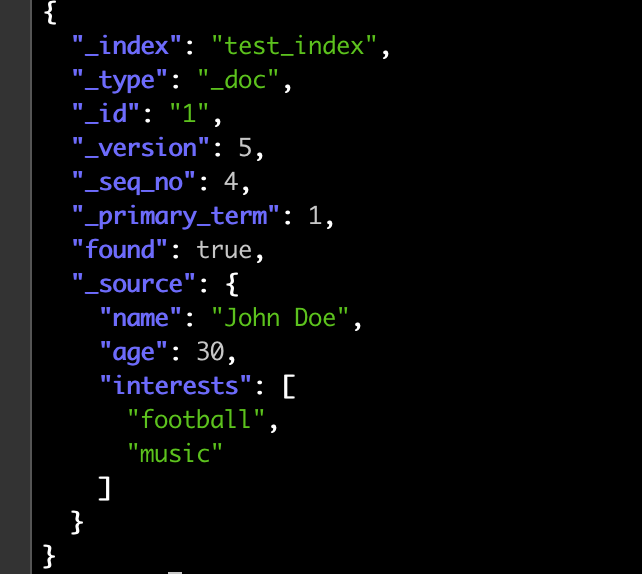 {
  "_index": "test_index",
  "_type": "_doc",
  "_id": "1",
  "_version": 5,
  "_seq_no": 4,
  "_primary_term": 1,
  "found": true,
  "_source": {
    "name": "John Doe",
    "age": 30,
    "interests": [
      "football",
      "music"
    ]
  }
}